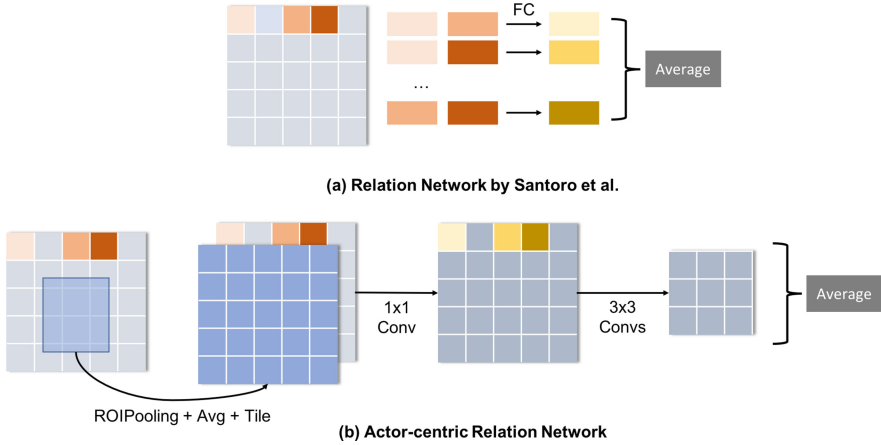 FC
...
Average
(a) Relation Network by Santoro et al.
1x1
Conv
3x3
Convs
Average
ROIPooling + Avg + Tile
(b) Actor-centric Relation Network